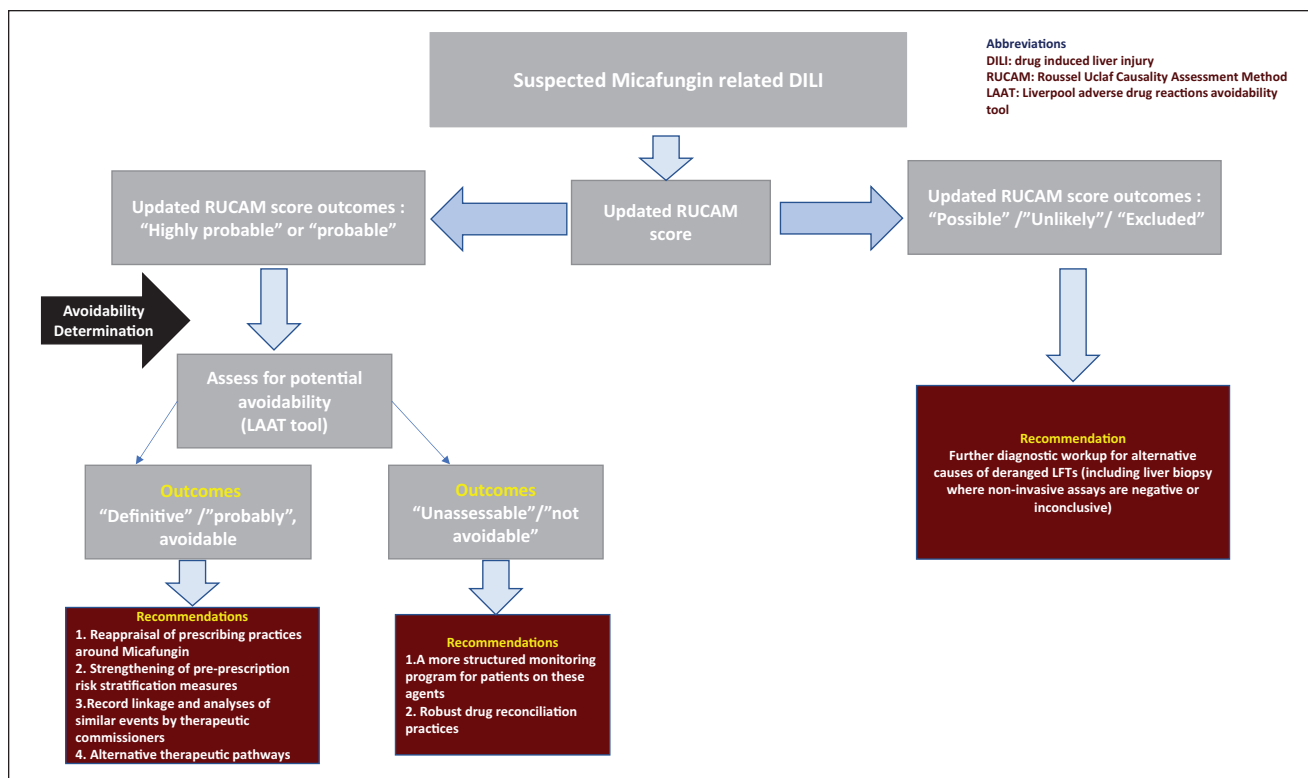 Abbreviations
DILI: drug induced liver injury
RUCAM: Roussel Uclaf Causality Assessment Method
LAAT: Liverpool adverse drug reactions avoidability
tool
Suspected Micafungin related DILI
Updated RUCAM score outcomes :
“Highly probable” or “probable”
Updated RUCAM
score
Updated RUCAM score outcomes :
“Possible” /”Unlikely”/ “Excluded”
Avoidability
Determination
Assess for potential
avoidability
(LAAT tool)
Outcomes
“Definitive” /”probably”,
avoidable
Outcomes
“Unassessable”/”not
avoidable”
Recommendation
Further diagnostic workup for alternative
causes of deranged LFTs (including liver biopsy
where non-invasive assays are negative or
inconclusive)
Recommendations
1. Reappraisal of prescribing practices
around Micafungin
2. Strengthening of pre-prescription
risk stratification measures
3.Record linkage and analyses of
similar events by therapeutic
commissioners
4. Alternative therapeutic pathways
Recommendations
1.A more structured monitoring
program for patients on these
agents
2. Robust drug reconciliation
practices